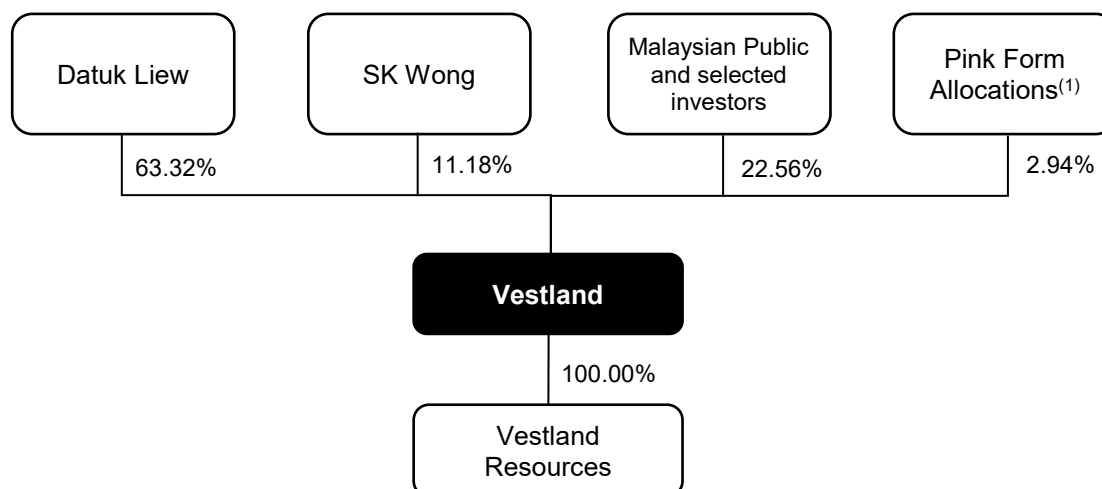 Datuk Liew
SK Wong
Malaysian Public
and selected
investors
Pink Form
Allocations(1)
63.32%
11.18%
22.56%
2.94%
Vestland
100.00%
Vestland
Resources